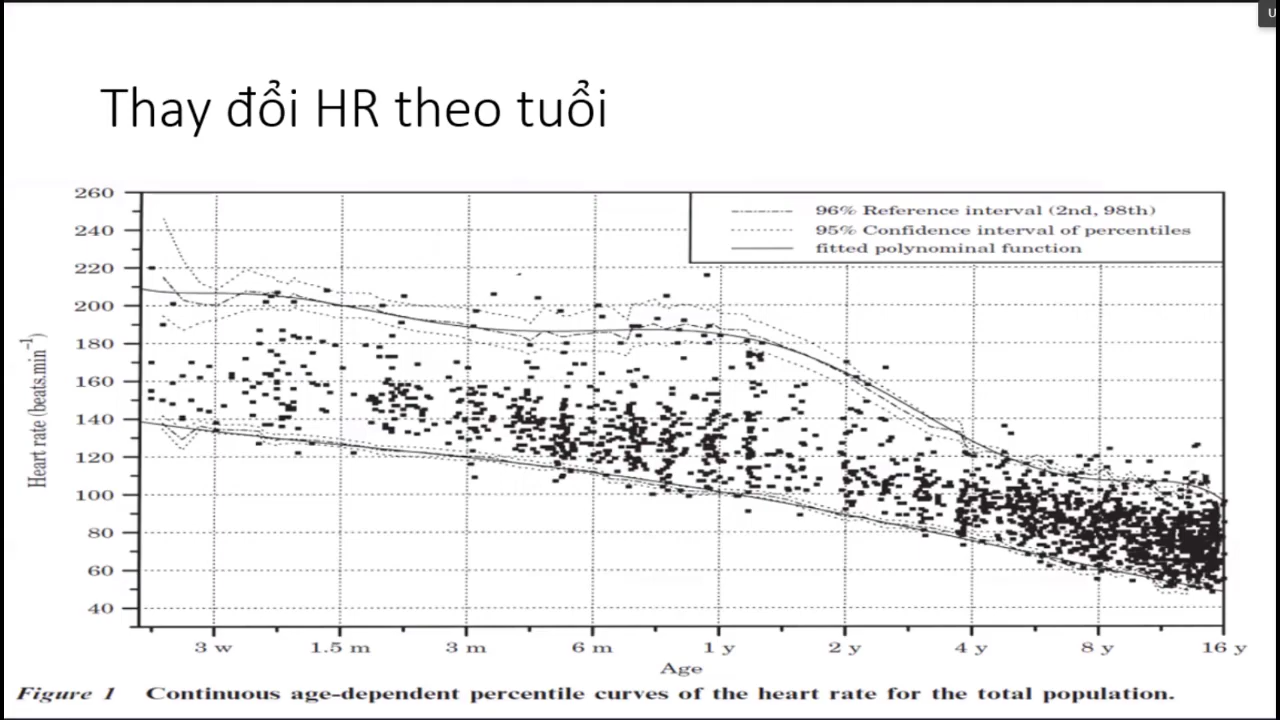 U
Thay đổi HR theo tuổi
260
240
220
200
180
160
140
120
100
80
60
40
Heart rate (beats.min⁻¹)
96% Reference interval (2nd, 98th)
95% Confidence interval of percentiles
fitted polynominal function
3 w 1.5 m 3 m 6 m 1 y 2 y 4 y 8 y 16 y
Age
Figure 1 Continuous age-dependent percentile curves of the heart rate for the total population.